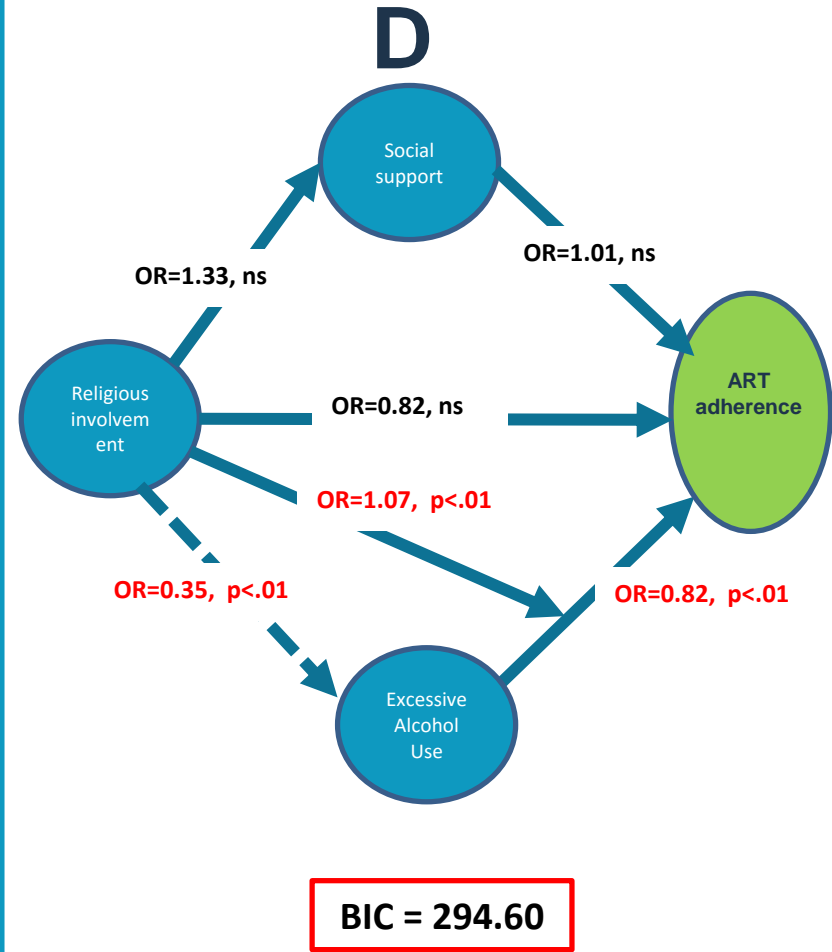 D
Social
support
OR=1.33, ns
OR=1.01, ns
Religious
involvem
ent
OR=0.82, ns
ART
adherence
OR=1.07,  p<.01
OR=0.35,  p<.01
OR=0.82,  p<.01
Excessive
Alcohol
Use
BIC = 294.60